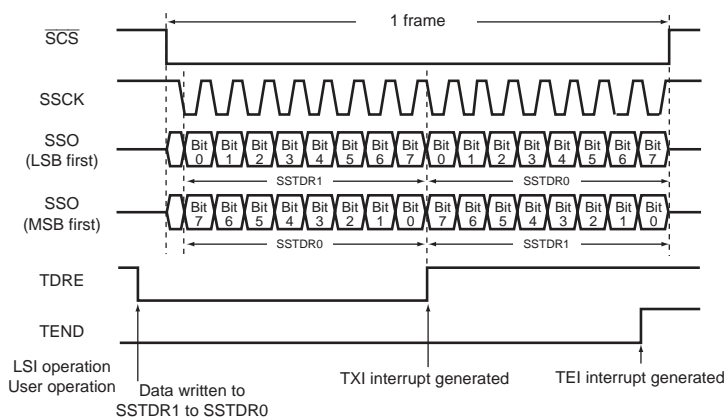 1 frame
SCS
SSCK
SSO
(LSB first)
Bit 0 Bit 1 Bit 2 Bit 3 Bit 4 Bit 5 Bit 6 Bit 7 Bit 0 Bit 1 Bit 2 Bit 3 Bit 4 Bit 5 Bit 6 Bit 7
SSTDR1 SSTDR0
SSO
(MSB first)
Bit 7 Bit 6 Bit 5 Bit 4 Bit 3 Bit 2 Bit 1 Bit 0 Bit 7 Bit 6 Bit 5 Bit 4 Bit 3 Bit 2 Bit 1 Bit 0
SSTDR0 SSTDR1
TDRE
TEND
LSI operation
User operation
TXI interrupt generated
TEI interrupt generated
Data written to
SSTDR1 to SSTDR0